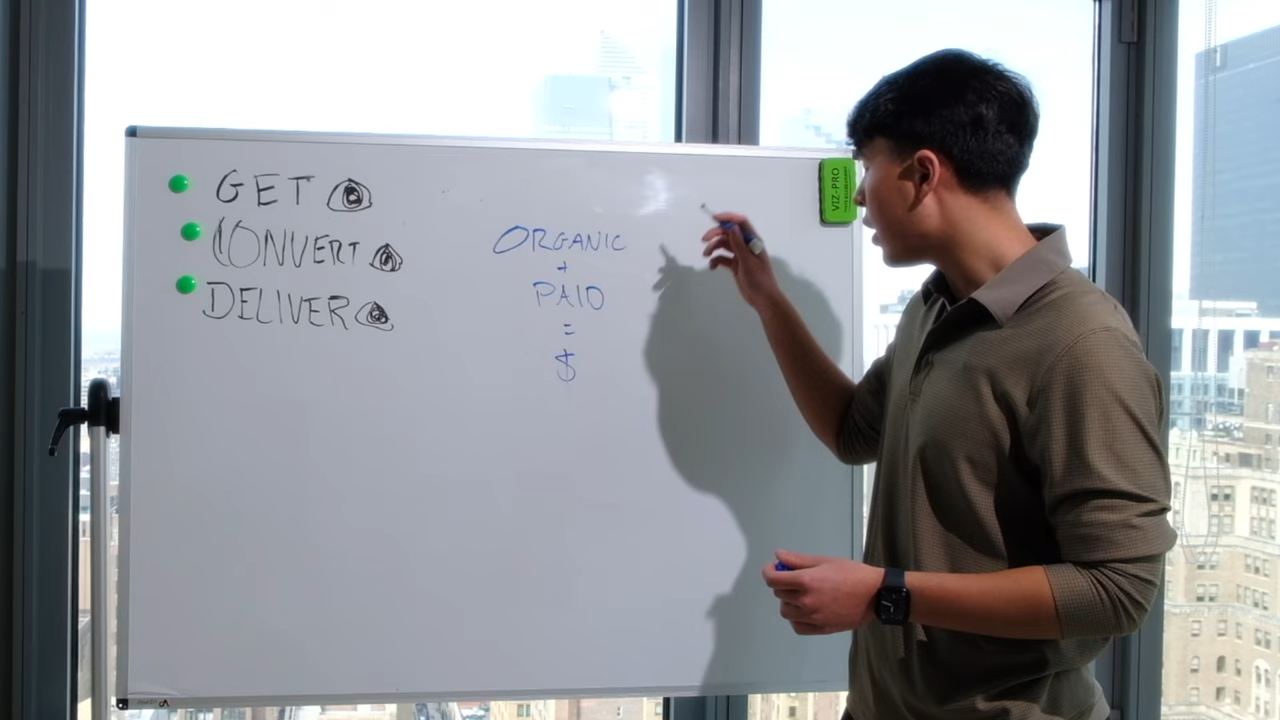 GET
CONVERT
DELIVER
ORGANIC
+
PAID
=
$
VIZ-PRO